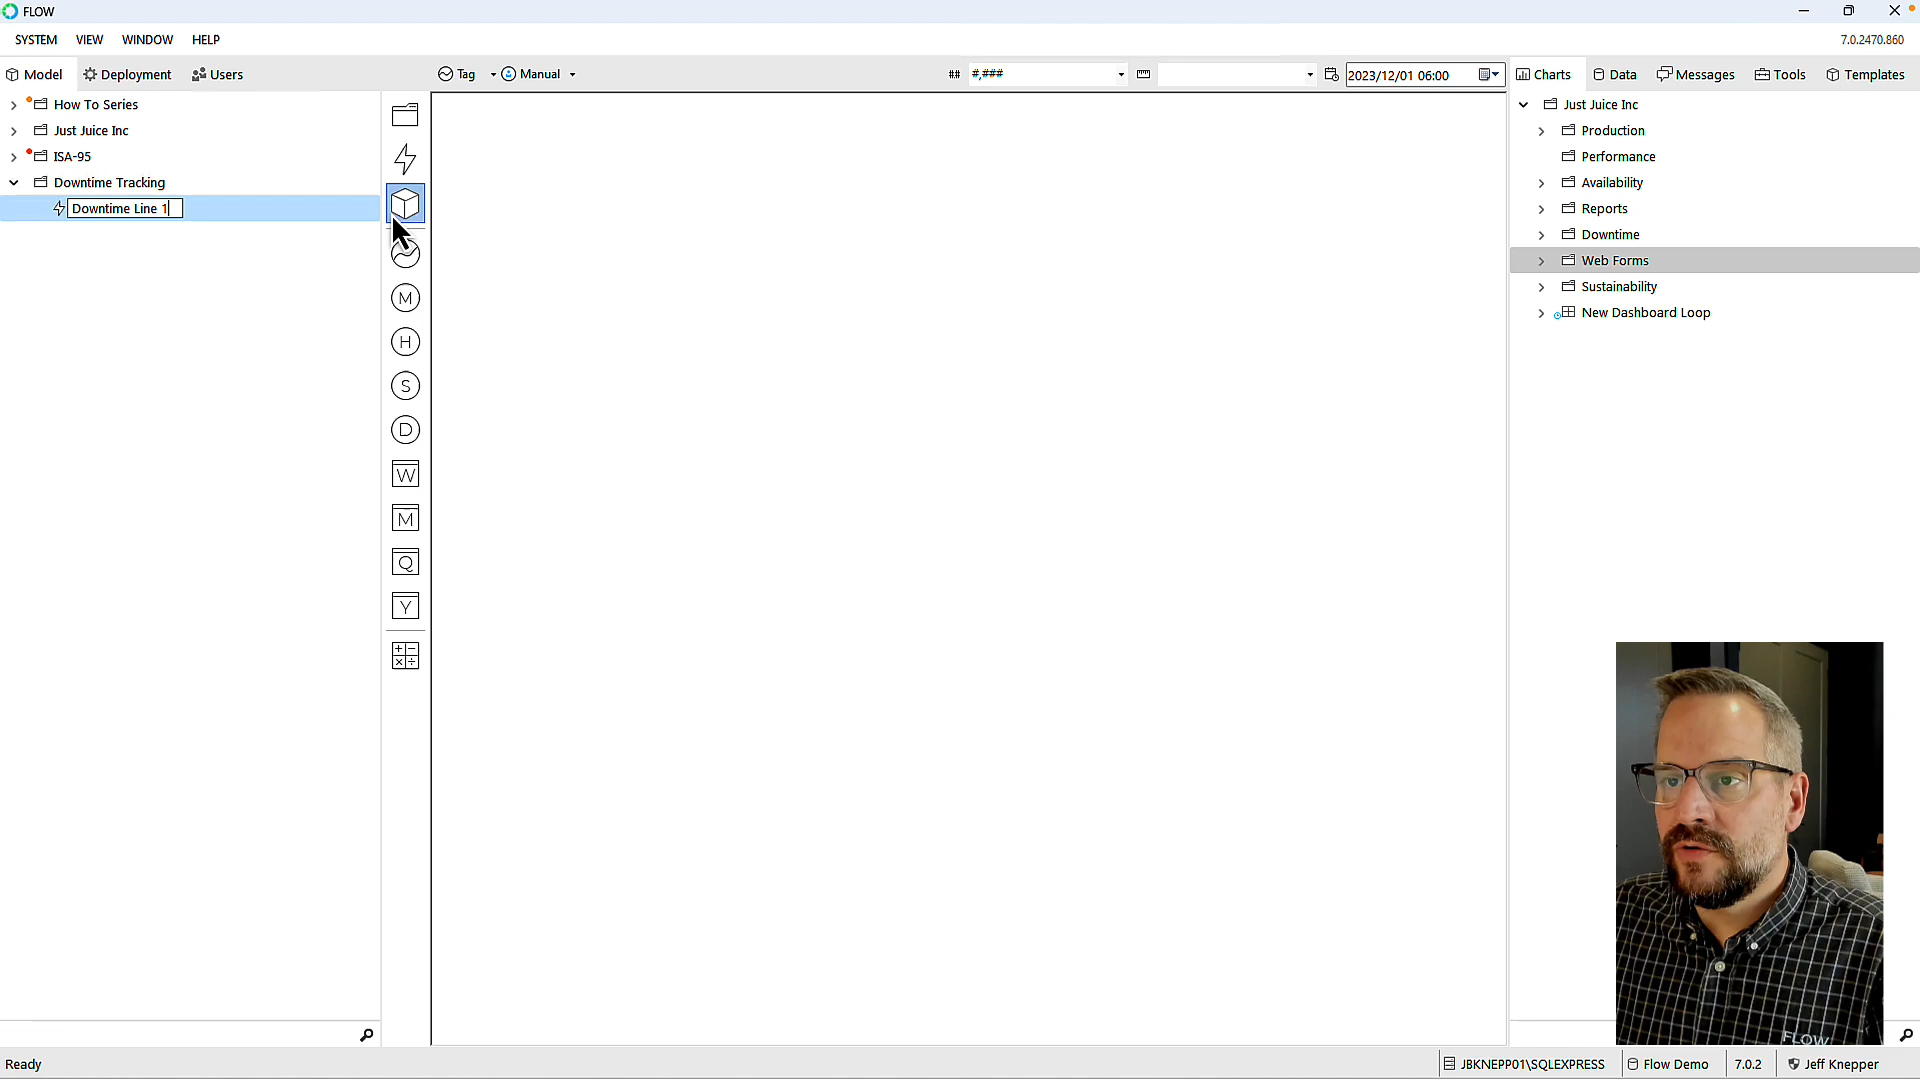 FLOW
SYSTEM VIEW WINDOW HELP 7.0.2470.860
Model Deployment Users Tag Manual ## #,### 2023/12/01 06:00 Charts Data Messages Tools Templates
How To Series
Just Juice Inc
ISA-95
Downtime Tracking
Downtime Line 1
M
H
S
D
W
M
Q
Y
Just Juice Inc
Production
Performance
Availability
Reports
Downtime
Web Forms
Sustainability
New Dashboard Loop
FLOW
Ready JBKNEPP01\SQLEXPRESS Flow Demo 7.0.2 Jeff Knepper